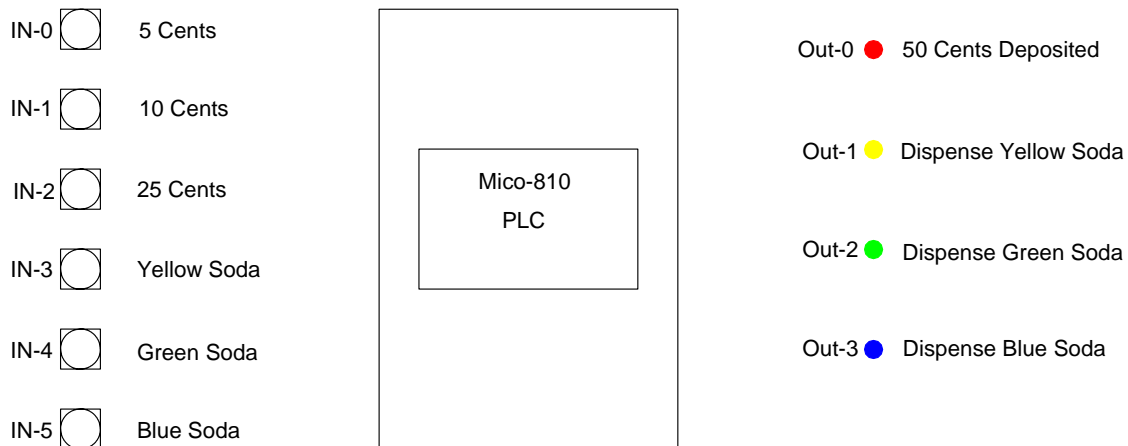 IN-0 5 Cents
IN-1 10 Cents
IN-2 25 Cents
IN-3 Yellow Soda
IN-4 Green Soda
IN-5 Blue Soda
Mico-810
PLC
Out-0 50 Cents Deposited
Out-1 Dispense Yellow Soda
Out-2 Dispense Green Soda
Out-3 Dispense Blue Soda